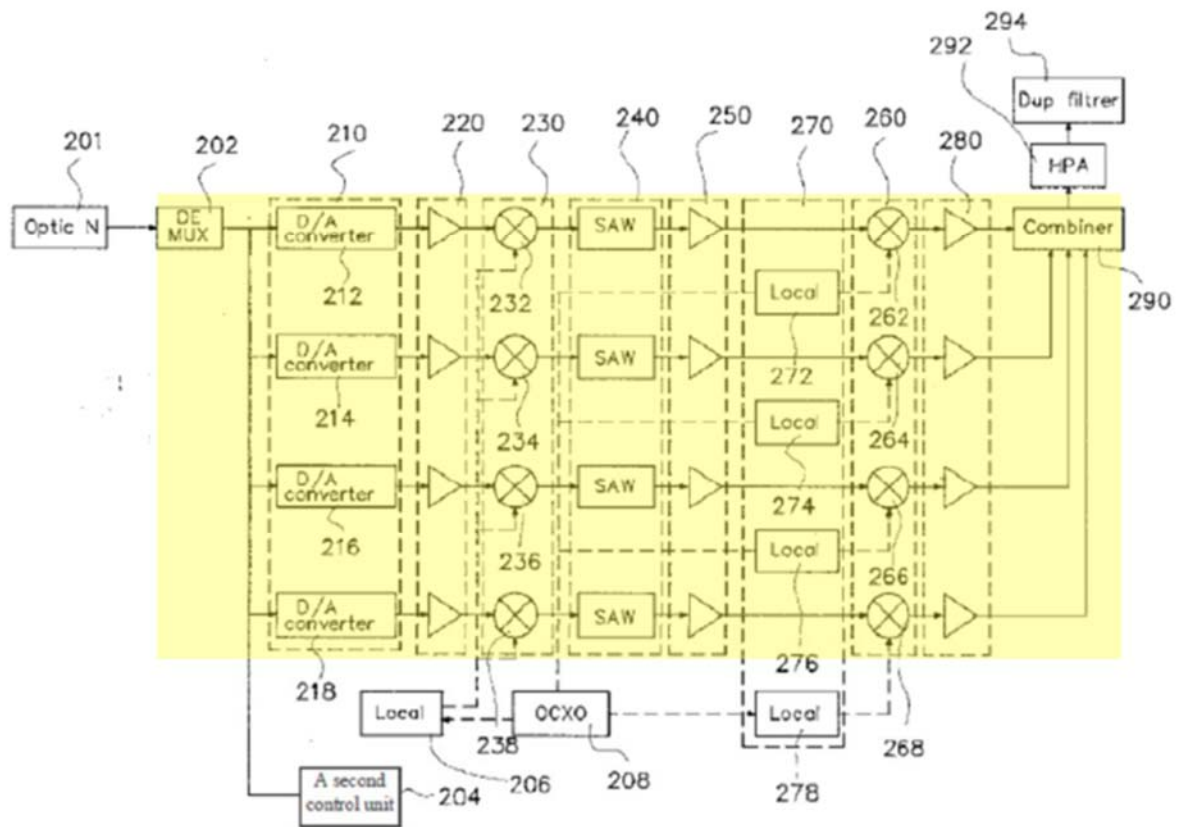 294
292
Dup filtrer
201
202
210
220
230
240
250
270
260
280
HPA
Optic N
DE
MUX
D/A
converter
SAW
Combiner
212
232
Local
262
290
D/A
converter
SAW
272
214
234
Local
264
D/A
converter
SAW
274
216
236
Local
266
D/A
converter
SAW
276
218
Local
238
OCXO
Local
268
206
208
278
A second
control unit
204